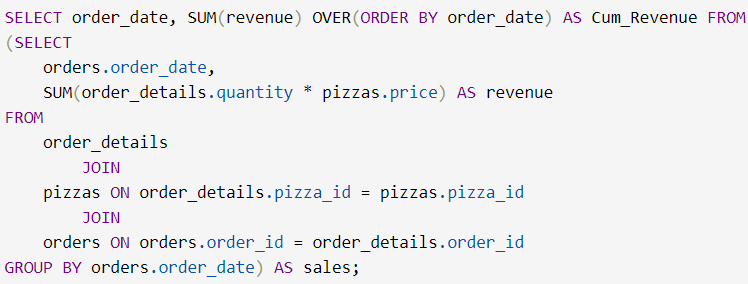 SELECT order_date, SUM(revenue) OVER(ORDER BY order_date) AS Cum_Revenue FROM
(SELECT
    orders.order_date,
    SUM(order_details.quantity * pizzas.price) AS revenue
FROM
    order_details
        JOIN
    pizzas ON order_details.pizza_id = pizzas.pizza_id
        JOIN
    orders ON orders.order_id = order_details.order_id
GROUP BY orders.order_date) AS sales;